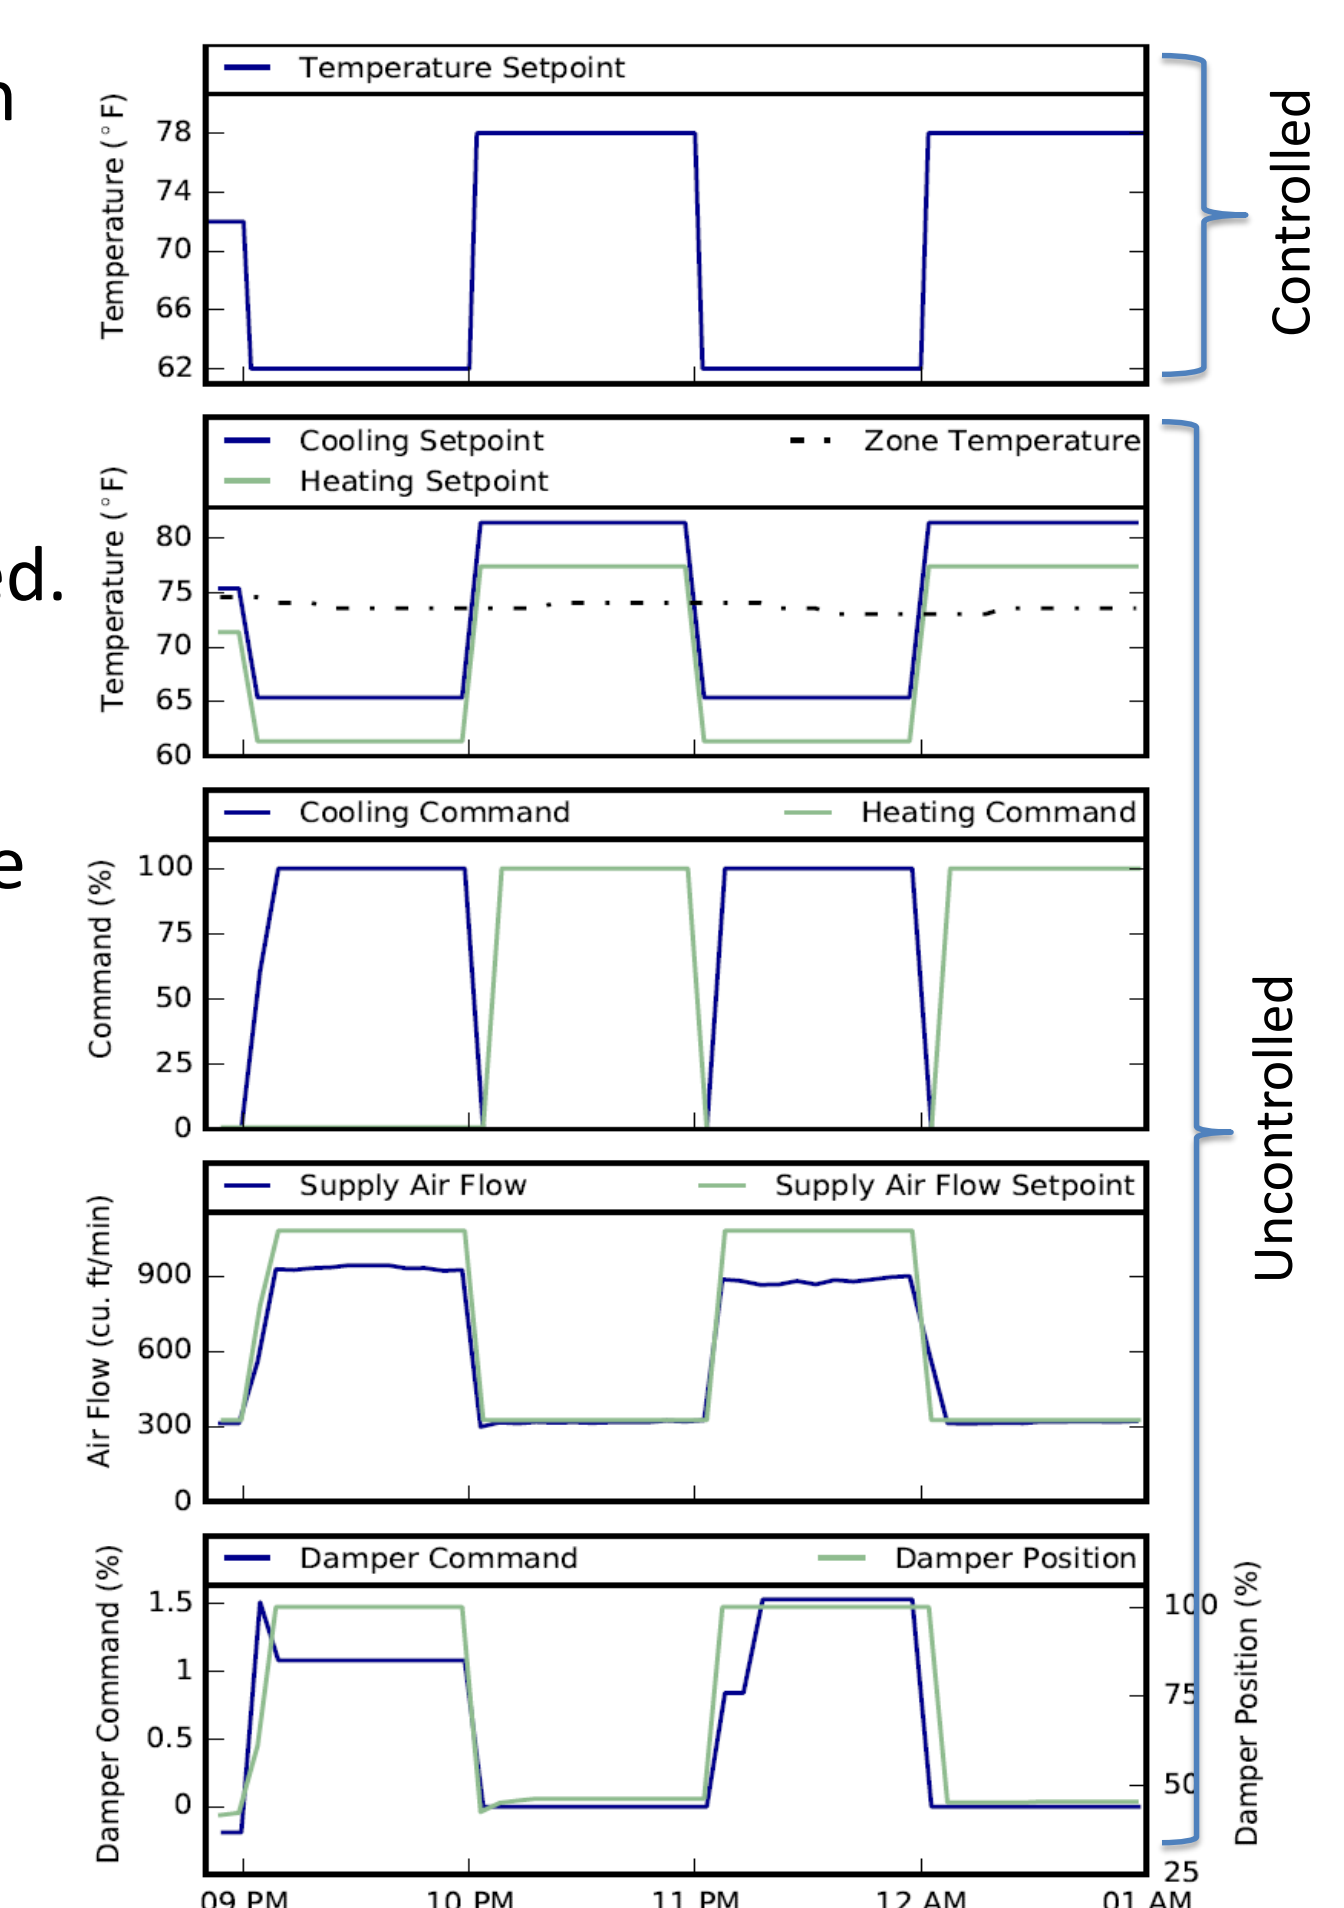 n
ed.
e
Temperature Setpoint
Temperature (°F)
78
74
70
66
62
Controlled
Cooling Setpoint
Zone Temperature
Heating Setpoint
Temperature (°F)
80
75
70
65
60
Cooling Command
Heating Command
Command (%)
100
75
50
25
0
Uncontrolled
Supply Air Flow
Supply Air Flow Setpoint
Air Flow (cu. ft/min)
900
600
300
0
Damper Command
Damper Position
Damper Command (%)
1.5
1
0.5
0
100
75
50
25
Damper Position (%)
09 PM
10 PM
11 PM
12 AM
01 AM